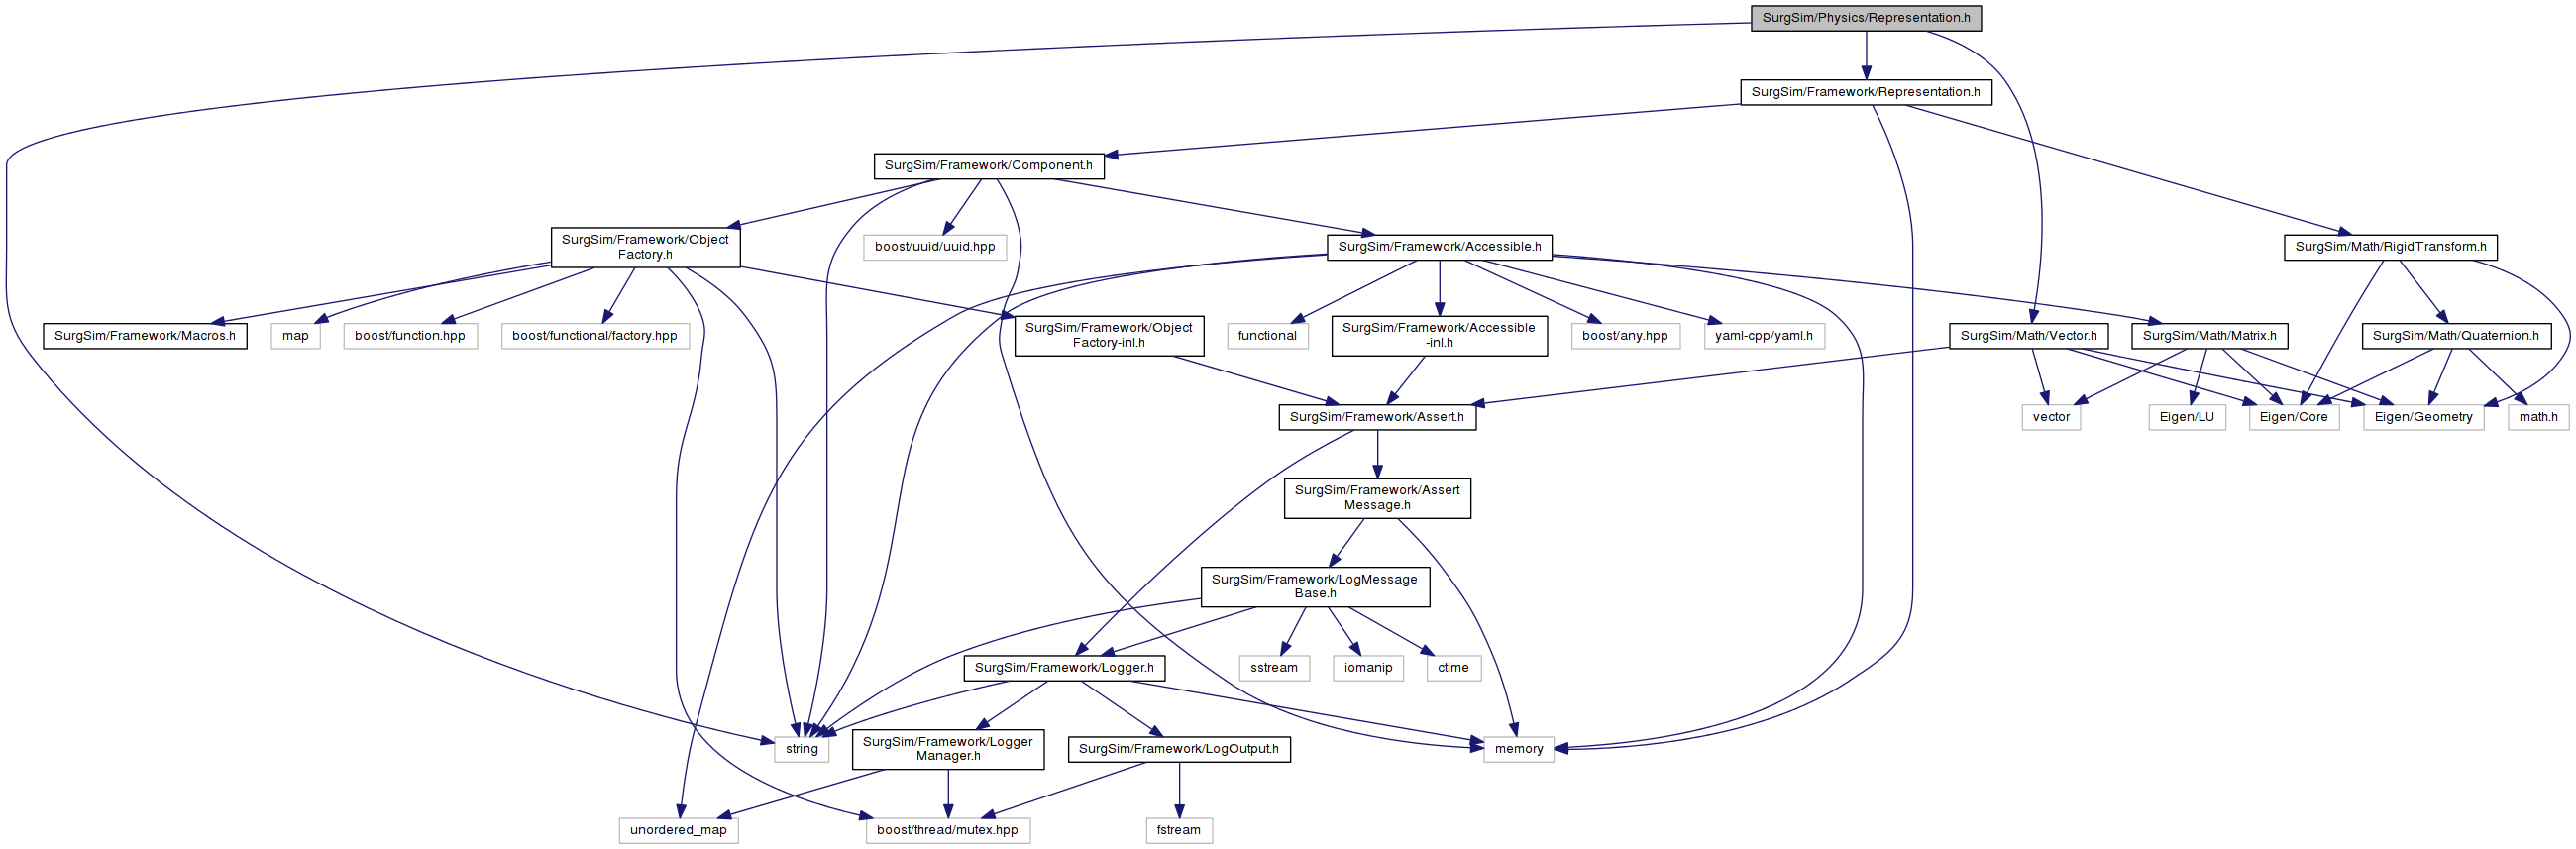 SurgSim/Physics/Representation.h
SurgSim/Framework/Representation.h
SurgSim/Framework/Component.h
SurgSim/Framework/Object
Factory.h
boost/uuid/uuid.hpp
SurgSim/Framework/Accessible.h
SurgSim/Math/RigidTransform.h
SurgSim/Framework/Macros.h
map
boost/function.hpp
boost/functional/factory.hpp
SurgSim/Framework/Object
Factory-inl.h
functional
SurgSim/Framework/Accessible
-inl.h
boost/any.hpp
yaml-cpp/yaml.h
SurgSim/Math/Vector.h
SurgSim/Math/Matrix.h
SurgSim/Math/Quaternion.h
SurgSim/Framework/Assert.h
vector
Eigen/LU
Eigen/Core
Eigen/Geometry
math.h
SurgSim/Framework/Assert
Message.h
SurgSim/Framework/LogMessage
Base.h
SurgSim/Framework/Logger.h
sstream
iomanip
ctime
string
SurgSim/Framework/Logger
Manager.h
SurgSim/Framework/LogOutput.h
memory
unordered_map
boost/thread/mutex.hpp
fstream